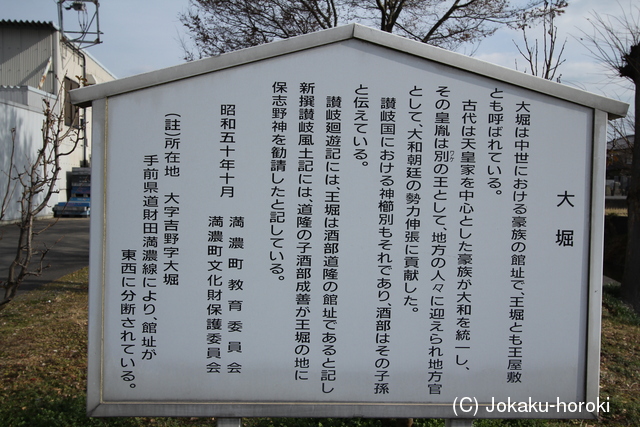 大堀
大堀は中世における豪族の館址で、王堀とも王屋敷
とも呼ばれている。
古代は天皇家を中心とした豪族が大和を統一し、
その皇胤は別の王として、地方の人々に迎えられ地方官
ワケ
として、大和朝廷の勢力伸張に貢献した。
讃岐国における神櫛別もそれであり、酒部はその子孫
と伝えている。
讃岐廻遊記には、王堀は酒部道隆の館址であると記し
新撰讃岐風土記には、道隆の子酒部成善が王堀の地に
保志野神を勧請したと記している。
昭和五十年十月 満濃町教育委員会
満濃町文化財保護委員会
(註)所在地 大字吉野字大堀
手前県道財田満濃線により、館址が
東西に分断されている。
(C) Jokaku-horoki